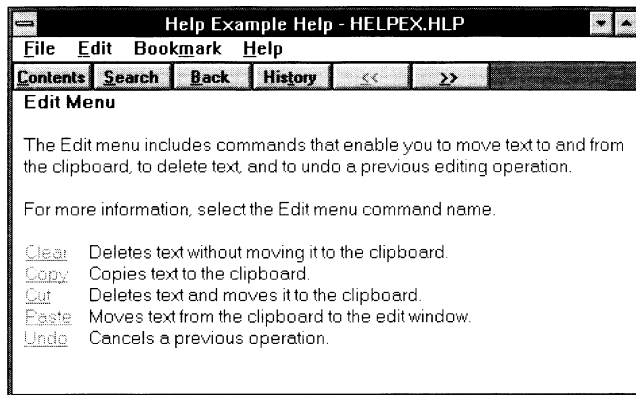 Help Example Help - HELPEX.HLP
File Edit Bookmark Help
Contents Search Back History << >>
Edit Menu
The Edit menu includes commands that enable you to move text to and from
the clipboard, to delete text, and to undo a previous editing operation.
For more information, select the Edit menu command name.
Clear Deletes text without moving it to the clipboard.
Copy Copies text to the clipboard.
Cut Deletes text and moves it to the clipboard.
Paste Moves text from the clipboard to the edit window.
Undo Cancels a previous operation.